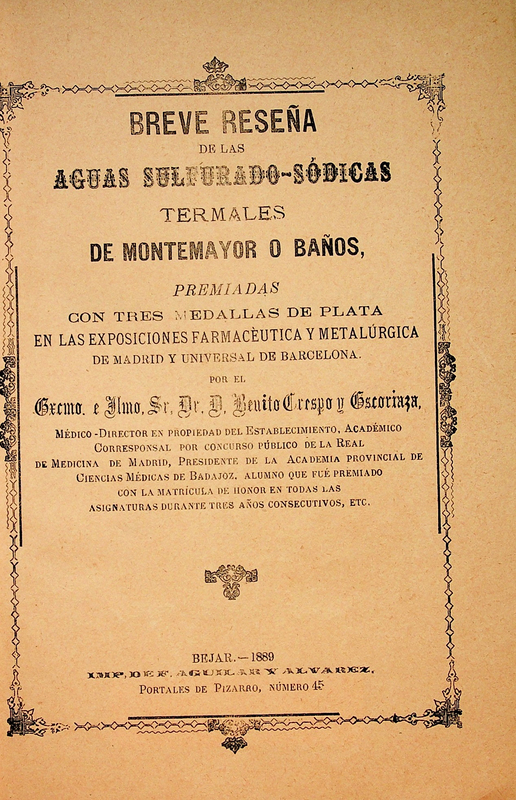 BREVE RESEÑA
DE LAS
AGUAS SULFURADO-SÓDICAS
TERMALES
DE MONTEMAYOR O BAÑOS,
PREMIADAS
CON TRES MEDALLAS DE PLATA
EN LAS EXPOSICIONES FARMACÈUTICA Y METALÚRGICA
DE MADRID Y UNIVERSAL DE BARCELONA.
POR EL
Excmo. e Ilmo. Sr. Dr. D. Benito Crespo y Escoriaza,
MÉDICO-DIRECTOR EN PROPIEDAD DEL ESTABLECIMIENTO, ACADÉMICO
CORRESPONSAL POR CONCURSO PÚBLICO DE LA REAL
DE MEDICINA DE MADRID, PRESIDENTE DE LA ACADEMIA PROVINCIAL DE
CIENCIAS MÉDICAS DE BADAJOZ, ALUMNO QUE FUÉ PREMIADO
CON LA MATRÍCULA DE HONOR EN TODAS LAS
ASIGNATURAS DURANTE TRES AÑOS CONSECUTIVOS, ETC.
BEJAR.—1889
IMP. DE F. AGUILAR Y ALVAREZ.
PORTALES DE PIZARRO, NÚMERO 45